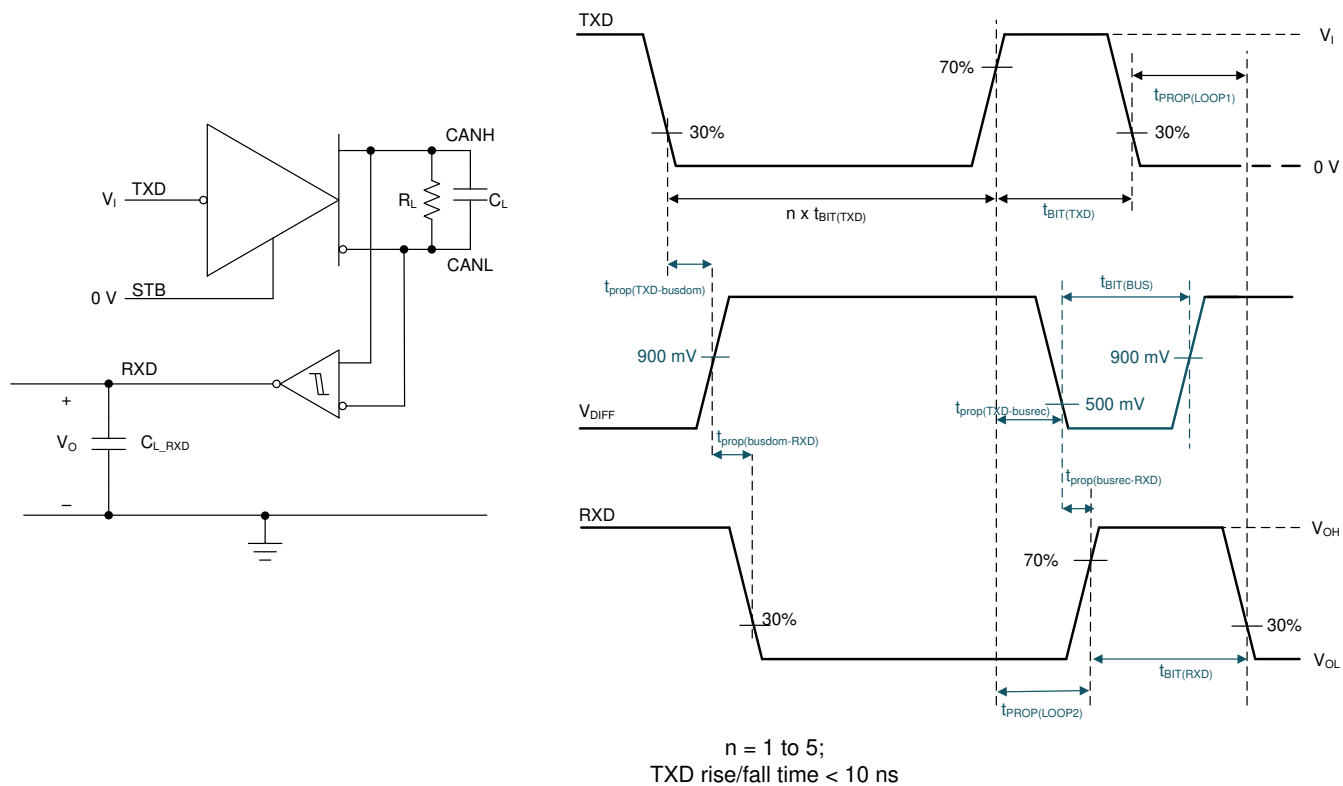 TXD
V_I
70%
t_PROP(LOOP1)
30%
30%
0 V
n x t_BIT(TXD)
t_BIT(TXD)
CANH
V_I
TXD
R_L
C_L
CANL
0 V
STB
t_prop(TXD-busdom)
t_BIT(BUS)
900 mV
900 mV
500 mV
V_DIFF
t_prop(TXD-busrec)
t_prop(busdom-RXD)
t_prop(busrec-RXD)
RXD
+
V_O
C_L_RXD
–
RXD
V_OH
70%
30%
30%
V_OL
t_BIT(RXD)
t_PROP(LOOP2)
n = 1 to 5;
TXD rise/fall time < 10 ns